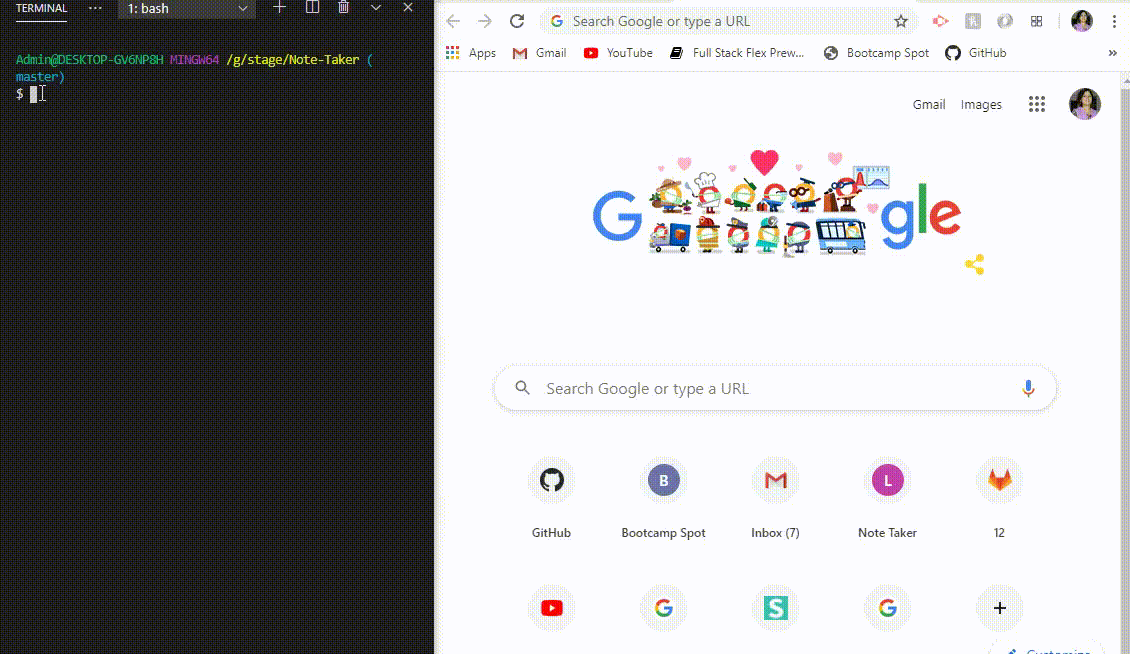 TERMINAL ··· 1: bash
Admin@DESKTOP-GV6NP8H MINGW64 /g/stage/Note-Taker (
master)
$
Search Google or type a URL
Apps Gmail YouTube Full Stack Flex Prew... Bootcamp Spot GitHub »
Gmail Images
G gle
Search Google or type a URL
B L
GitHub Bootcamp Spot Inbox (7) Note Taker 12
S
Customize